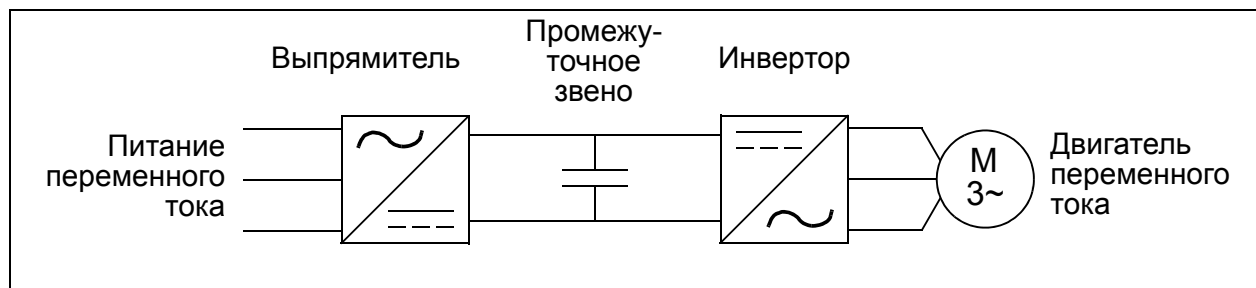 Выпрямитель
Промежу-
точное
звено
Инвертор
Питание
переменного
тока
М
3~
Двигатель
переменного
тока